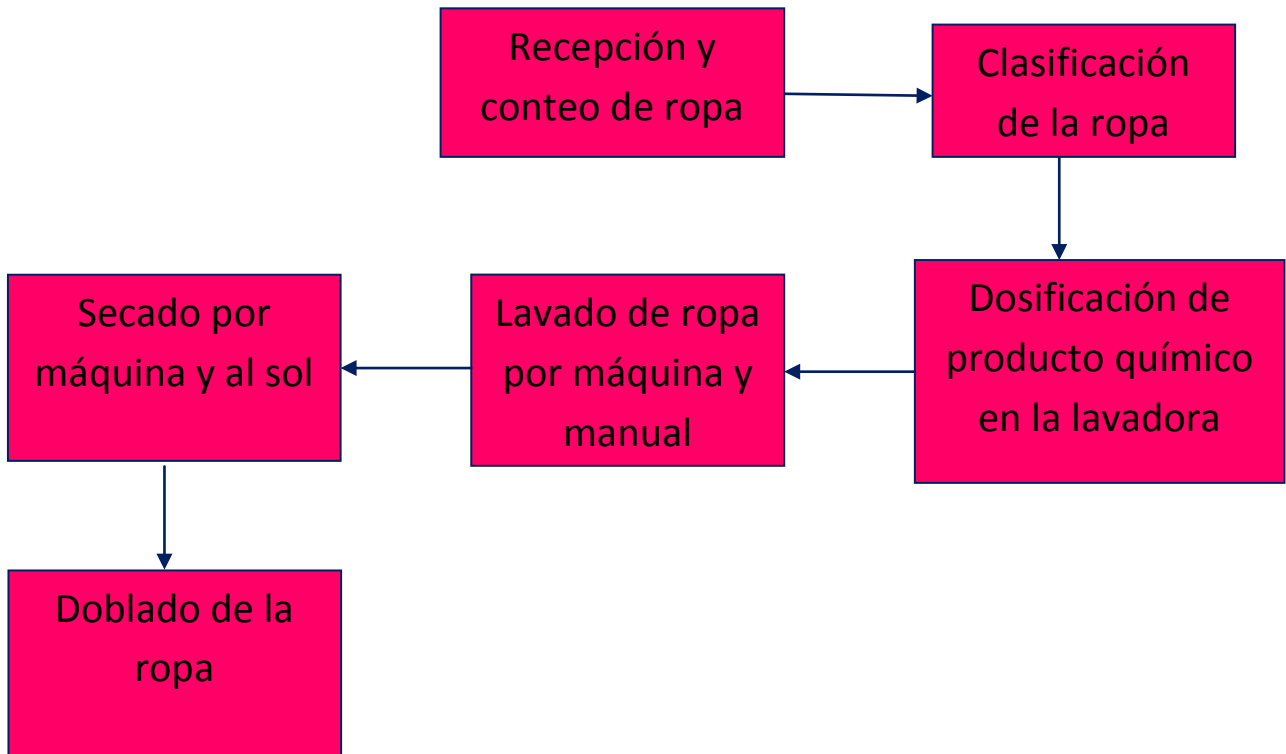 Recepción y
conteo de ropa
Clasificación
de la ropa
Dosificación de
producto químico
en la lavadora
Lavado de ropa
por máquina y
manual
Secado por
máquina y al sol
Doblado de la
ropa